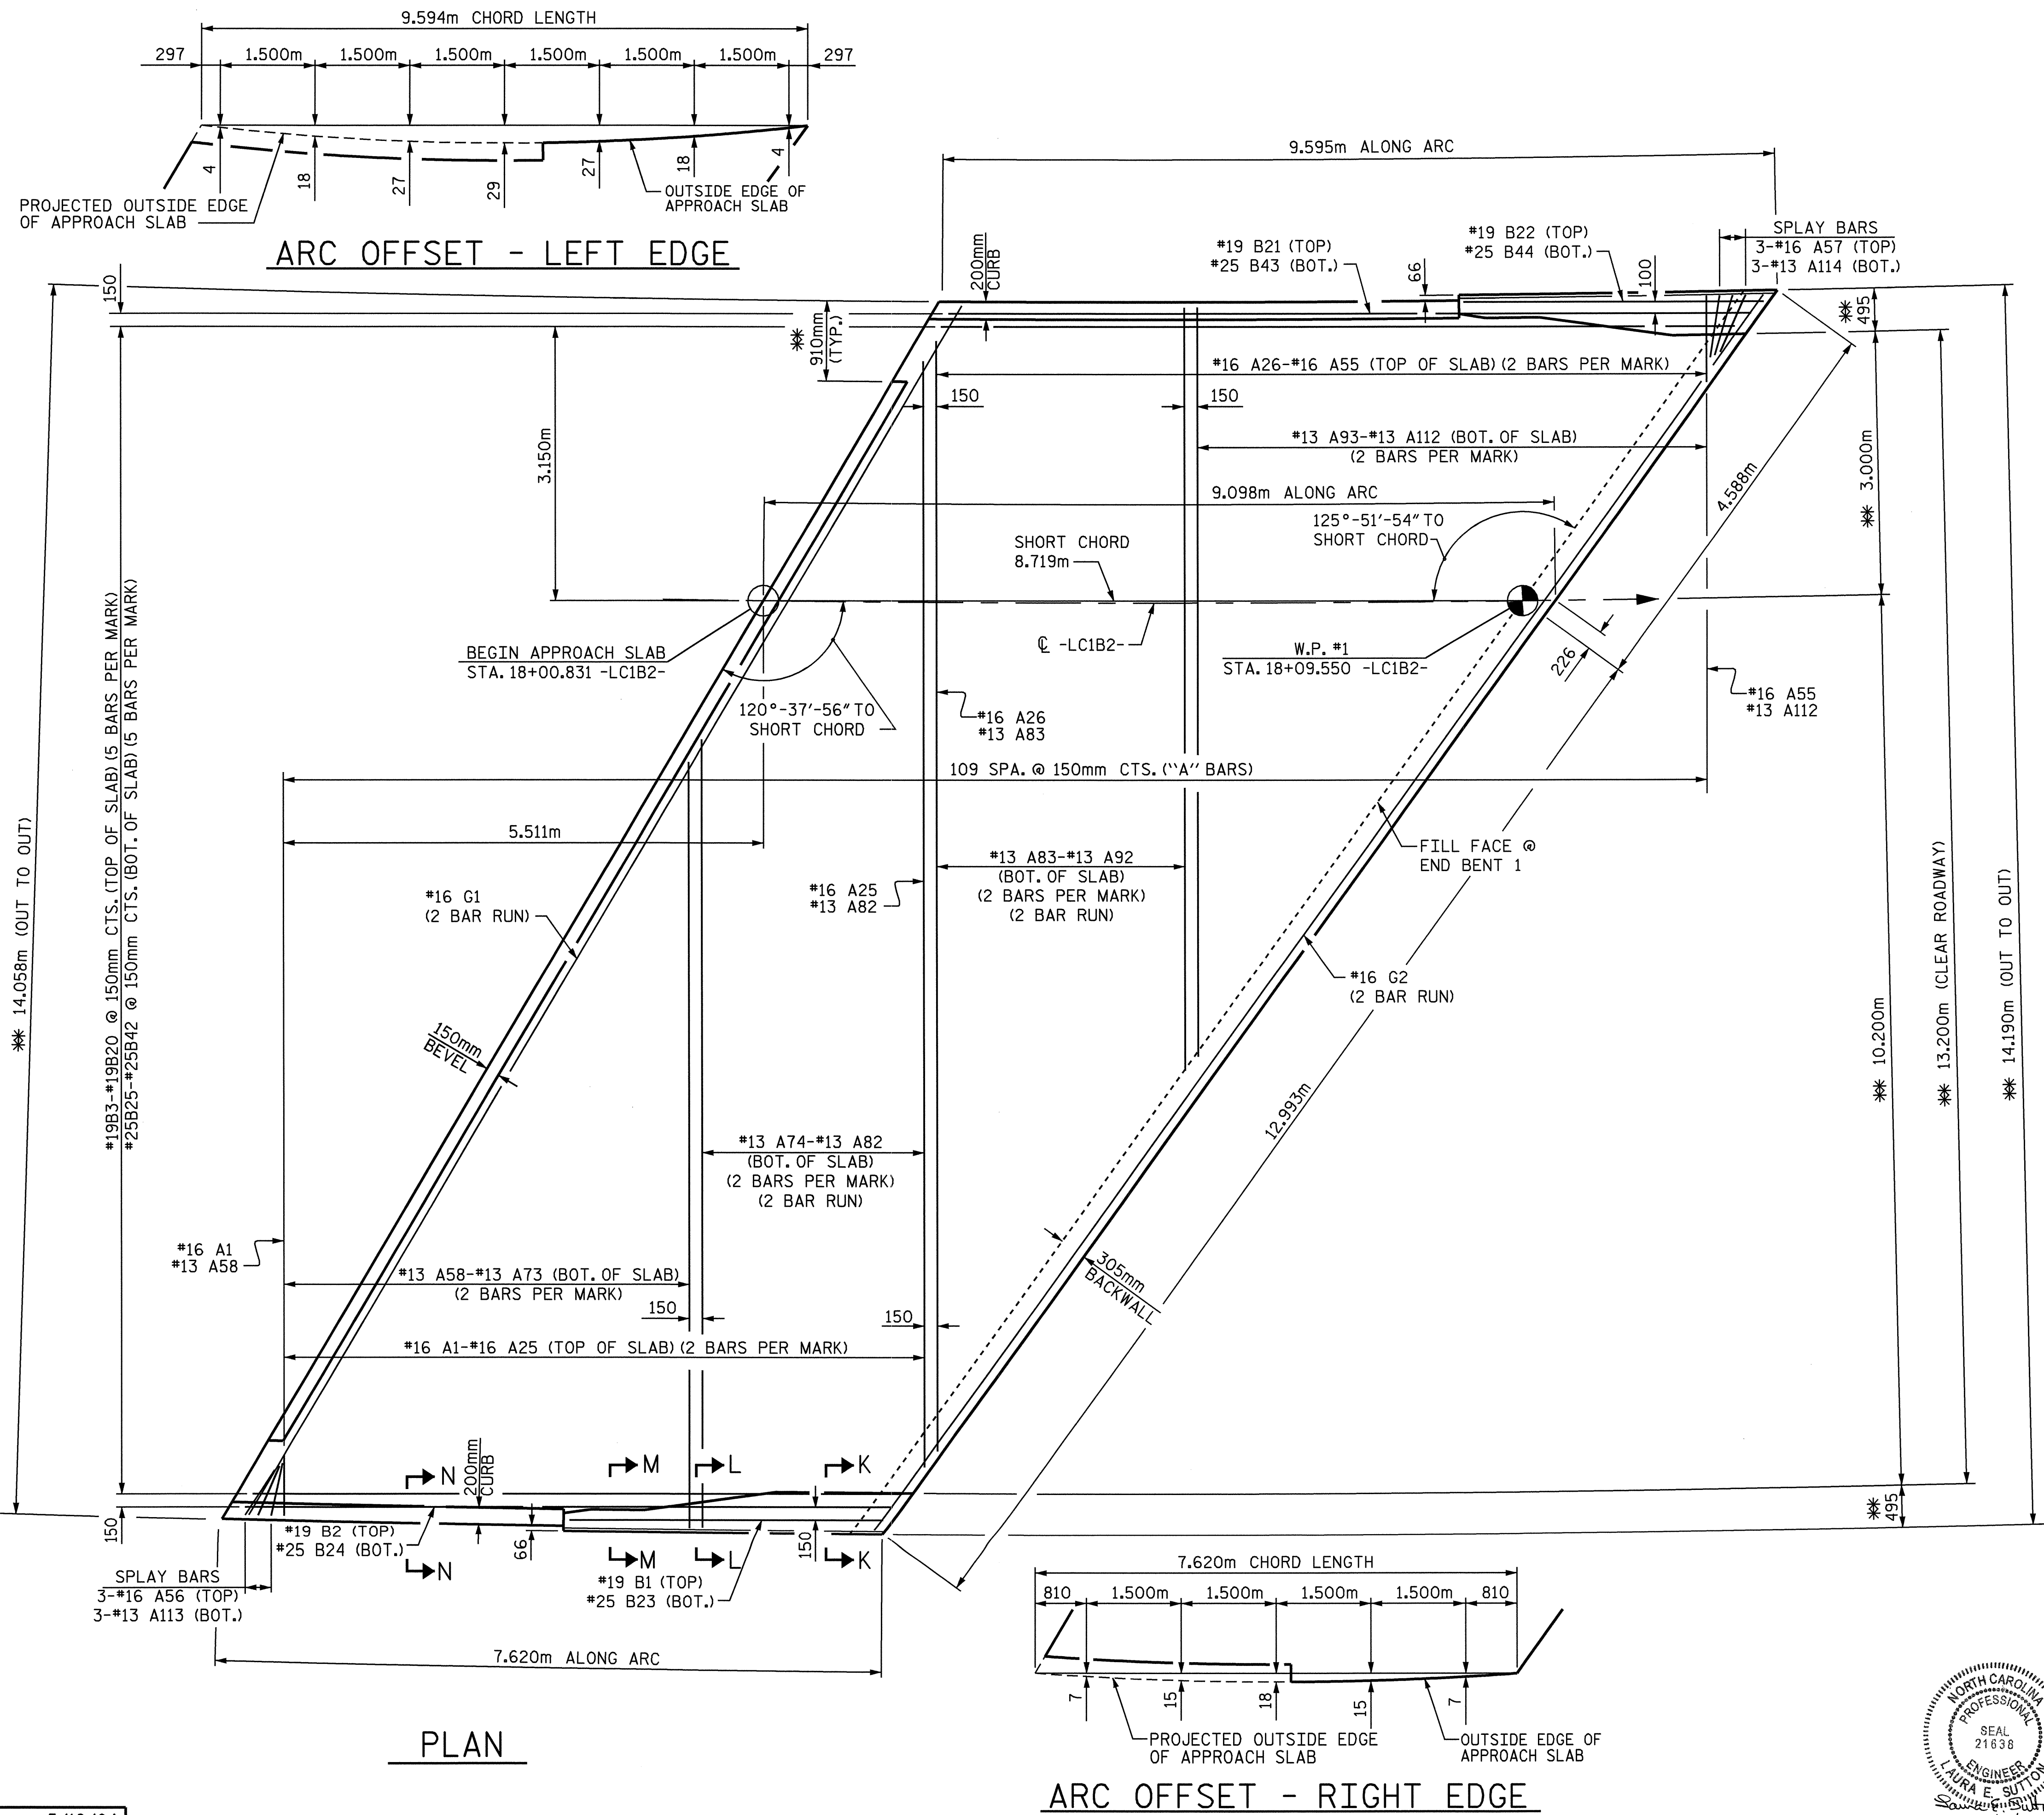 9.594m CHORD LENGTH
297 1.500m 1.500m 1.500m 1.500m 1.500m 1.500m 297
4 18 27 29 27 18 4
PROJECTED OUTSIDE EDGE
OF APPROACH SLAB
OUTSIDE EDGE OF
APPROACH SLAB
ARC OFFSET - LEFT EDGE
9.595m ALONG ARC
150
200mm
CURB
#19 B21 (TOP)
#25 B43 (BOT.)
66
#19 B22 (TOP)
#25 B44 (BOT.)
100
SPLAY BARS
3-#16 A57 (TOP)
3-#13 A114 (BOT.)
** 495
** 910mm
(TYP.)
#16 A26-#16 A55 (TOP OF SLAB) (2 BARS PER MARK)
150
150
3.150m
#13 A93-#13 A112 (BOT. OF SLAB)
(2 BARS PER MARK)
** 3.000m
4.588m
9.098m ALONG ARC
125°-51'-54" TO
SHORT CHORD
SHORT CHORD
8.719m
℄ -LC1B2-
BEGIN APPROACH SLAB
STA. 18+00.831 -LC1B2-
W.P. #1
STA. 18+09.550 -LC1B2-
226
120°-37'-56" TO
SHORT CHORD
#16 A26
#13 A83
#16 A55
#13 A112
109 SPA. @ 150mm CTS. ("A" BARS)
5.511m
** 14.058m (OUT TO OUT)
#19B3-#19B20 @ 150mm CTS. (TOP OF SLAB) (5 BARS PER MARK)
#25B25-#25B42 @ 150mm CTS. (BOT. OF SLAB) (5 BARS PER MARK)
#16 G1
(2 BAR RUN)
#16 A25
#13 A82
#13 A83-#13 A92
(BOT. OF SLAB)
(2 BARS PER MARK)
(2 BAR RUN)
FILL FACE @
END BENT 1
#16 G2
(2 BAR RUN)
** 10.200m
** 13.200m (CLEAR ROADWAY)
** 14.190m (OUT TO OUT)
150mm
BEVEL
12.993m
#13 A74-#13 A82
(BOT. OF SLAB)
(2 BARS PER MARK)
(2 BAR RUN)
#16 A1
#13 A58
#13 A58-#13 A73 (BOT. OF SLAB)
(2 BARS PER MARK)
305mm
BACKWALL
150
150
#16 A1-#16 A25 (TOP OF SLAB) (2 BARS PER MARK)
N M L K
200mm
CURB
150
#19 B2 (TOP)
#25 B24 (BOT.)
66
150
** 495
N M L K
SPLAY BARS
3-#16 A56 (TOP)
3-#13 A113 (BOT.)
#19 B1 (TOP)
#25 B23 (BOT.)
7.620m ALONG ARC
7.620m CHORD LENGTH
810 1.500m 1.500m 1.500m 1.500m 810
7 15 18 15 7
PROJECTED OUTSIDE EDGE
OF APPROACH SLAB
OUTSIDE EDGE OF
APPROACH SLAB
PLAN
ARC OFFSET - RIGHT EDGE
NORTH CAROLINA
PROFESSIONAL
SEAL
21638
ENGINEER
LAURA E. SUTTON